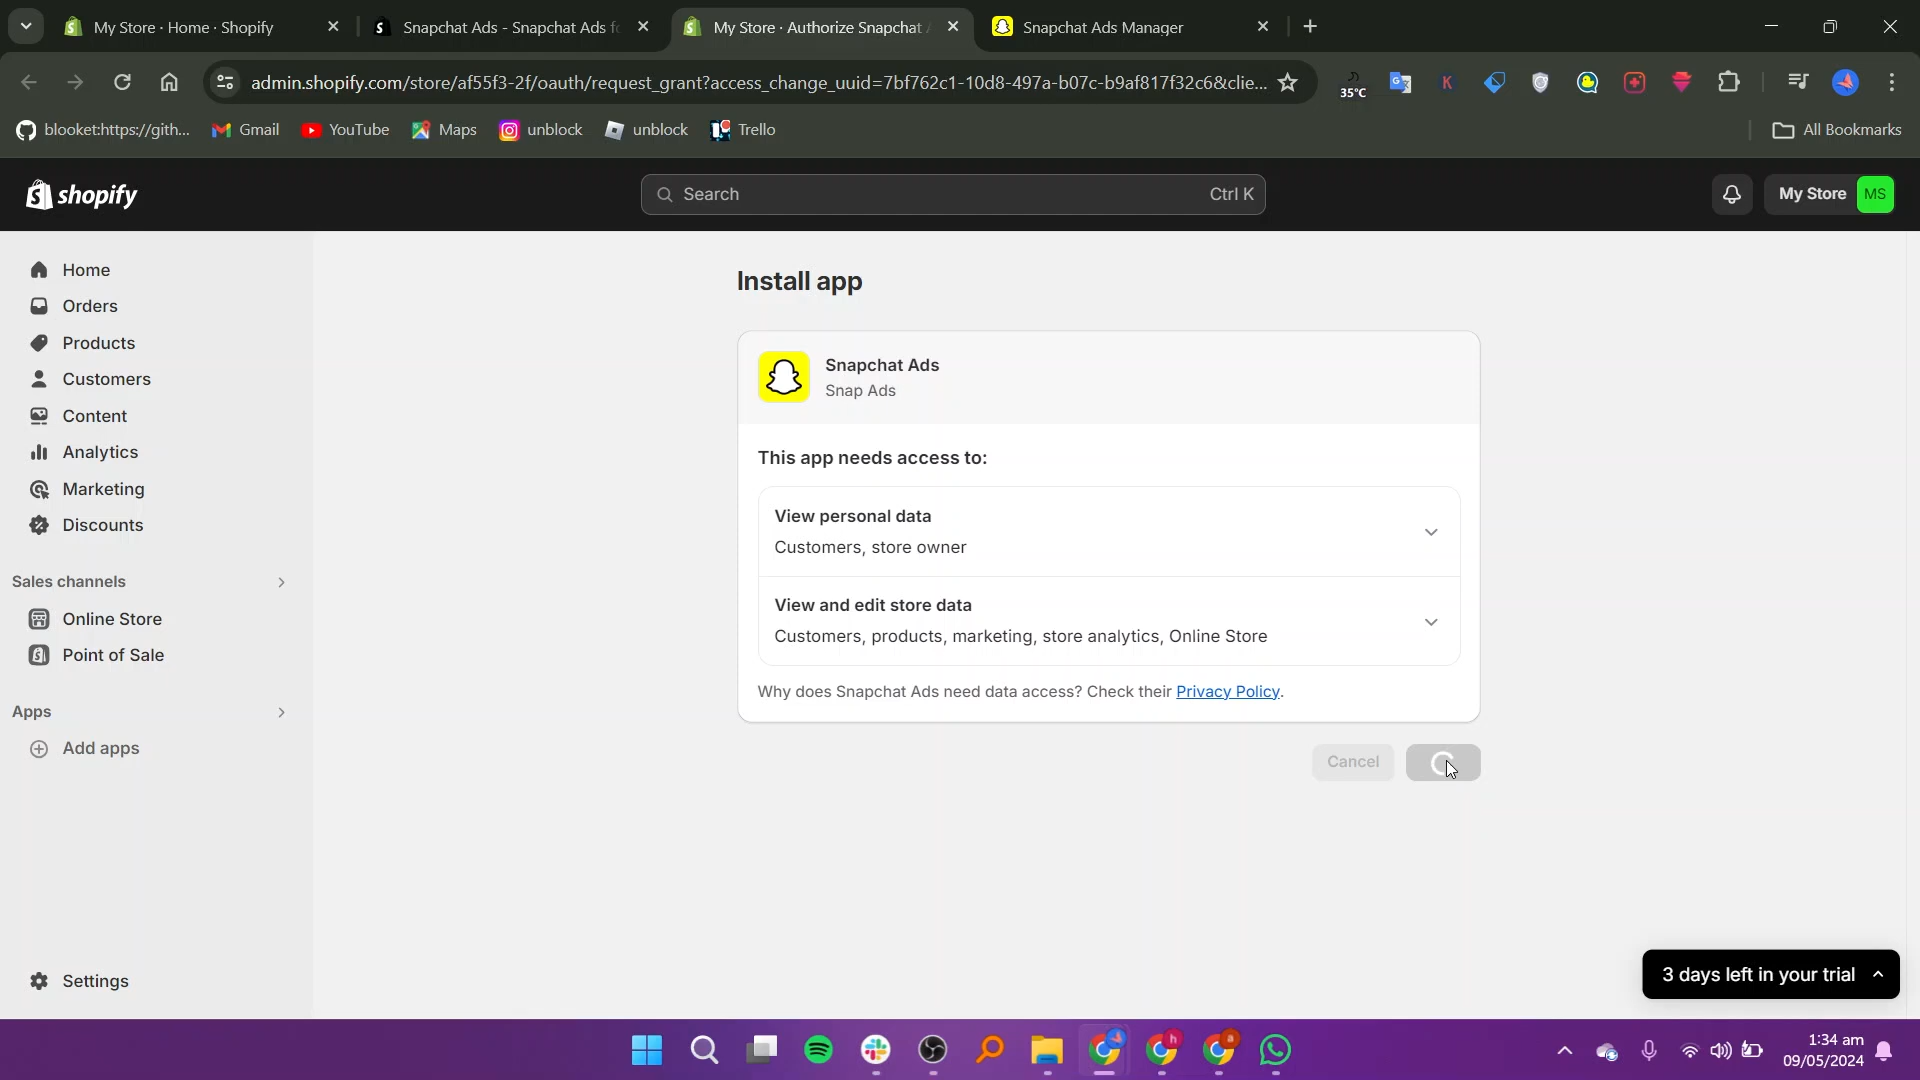 My Store · Home · Shopify
Snapchat Ads - Snapchat Ads fo
My Store · Authorize Snapchat A
Snapchat Ads Manager
admin.shopify.com/store/af55f3-2f/oauth/request_grant?access_change_uuid=7bf762c1-10d8-497a-b07c-b9af817f32c6&clie...
35°C
K
blooket:https://gith...
Gmail
YouTube
Maps
unblock
unblock
Trello
All Bookmarks
shopify
Search
Ctrl K
My Store
MS
Home
Orders
Products
Customers
Content
Analytics
Marketing
Discounts
Sales channels
Online Store
Point of Sale
Apps
Add apps
Settings
Install app
Snapchat Ads
Snap Ads
This app needs access to:
View personal data
Customers, store owner
View and edit store data
Customers, products, marketing, store analytics, Online Store
Why does Snapchat Ads need data access? Check their Privacy Policy.
Cancel
3 days left in your trial
1:34 am
09/05/2024